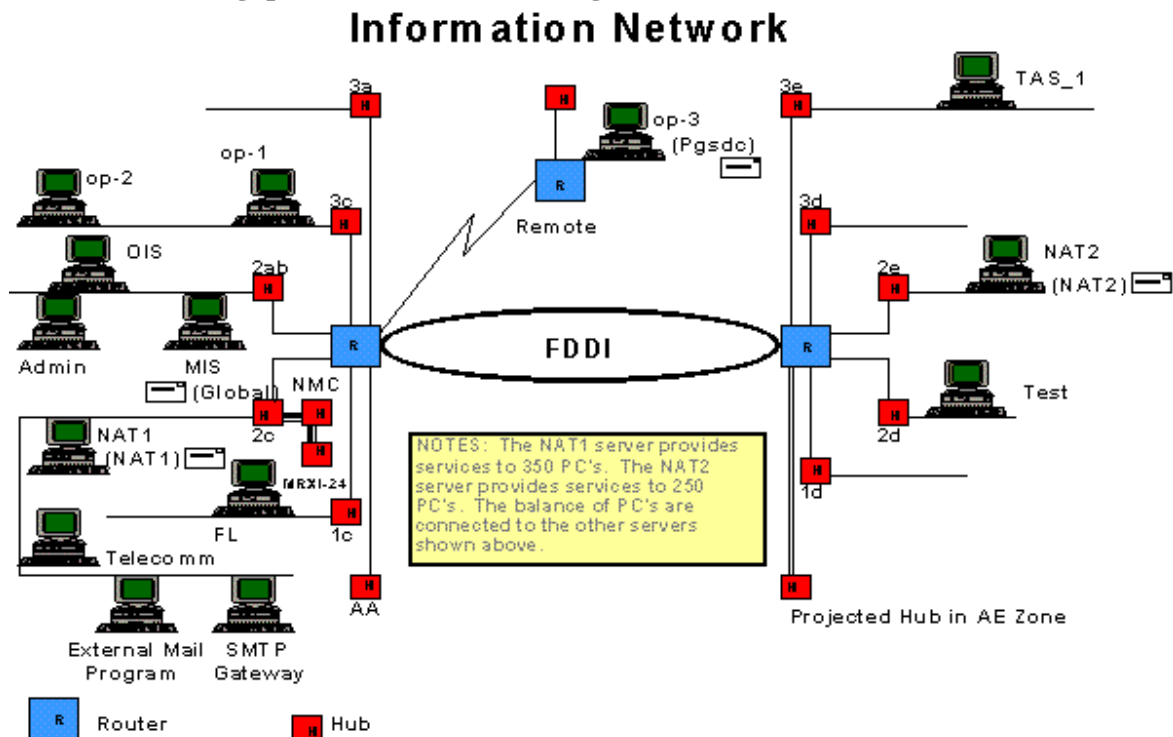 Information Network
3a
3e
TAS_1
H
H
H
op-3
(Pgsdc)
op-1
op-2
R
3c
3d
H
H
Remote
OIS
NAT2
2ab
2e
(NAT2)
H
H
R
FDDI
R
Admin
MIS
(Global)
NMC
Test
H
H
H
2c
2d
NAT1
(NAT1)
H
NOTES: The NAT1 server provides
services to 350 PC's. The NAT2
server provides services to 250
PC's. The balance of PC's are
connected to the other servers
shown above.
MRXI-24
H
1d
H
FL
1c
Telecomm
H
H
AA
Projected Hub in AE Zone
External Mail
Program
SMTP
Gateway
R
Router
H
Hub